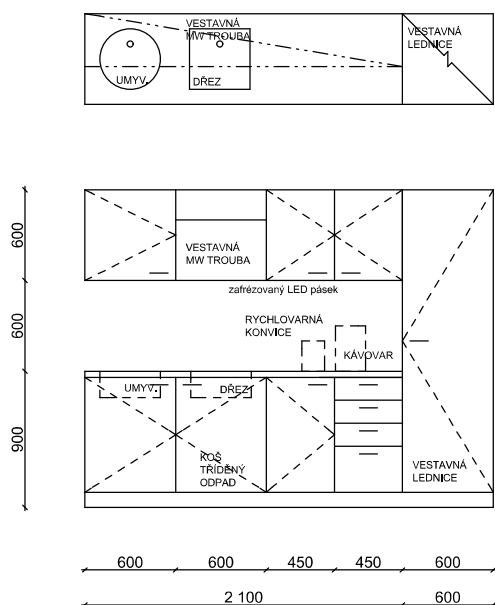 VESTAVNÁ
MW TROUBA
VESTAVNÁ
LEDNICE
UMYV.
DŘEZ
600
VESTAVNÁ
MW TROUBA
zafrézovaný LED pásek
600
RYCHLOVARNÁ
KONVICE
KÁVOVAR
UMYV.
DŘEZ
900
KOŠ
TŘÍDĚNÝ
ODPAD
VESTAVNÁ
LEDNICE
600 600 450 450 600
2 100 600